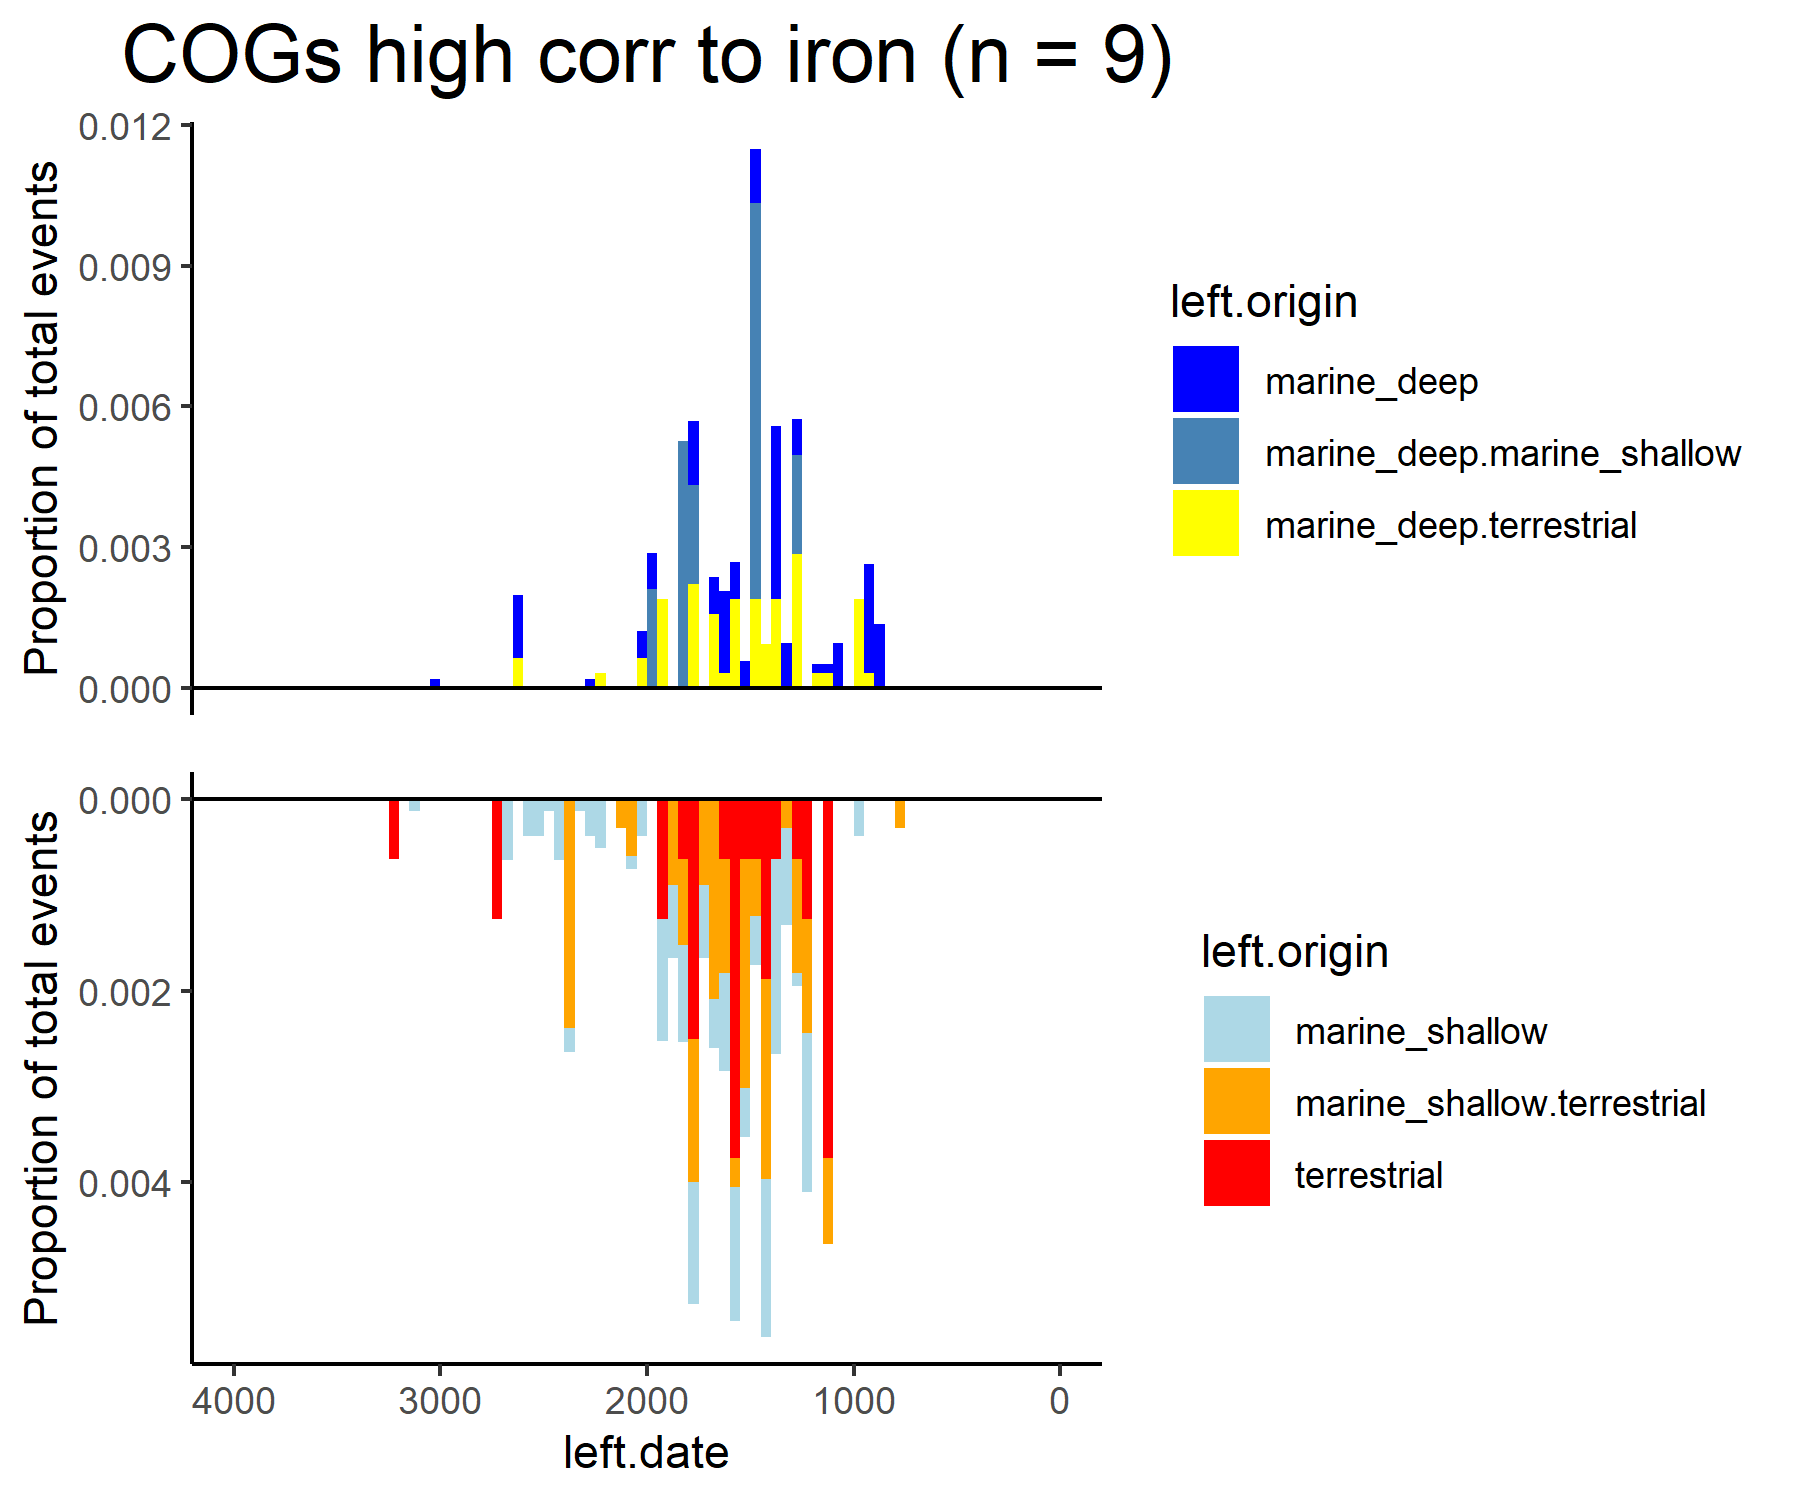 COGs high corr to iron (n = 9)
Proportion of total events
0.012
0.009
0.006
0.003
0.000
left.origin
marine_deep
marine_deep.marine_shallow
marine_deep.terrestrial
Proportion of total events
0.000
0.002
0.004
left.origin
marine_shallow
marine_shallow.terrestrial
terrestrial
4000 3000 2000 1000 0
left.date